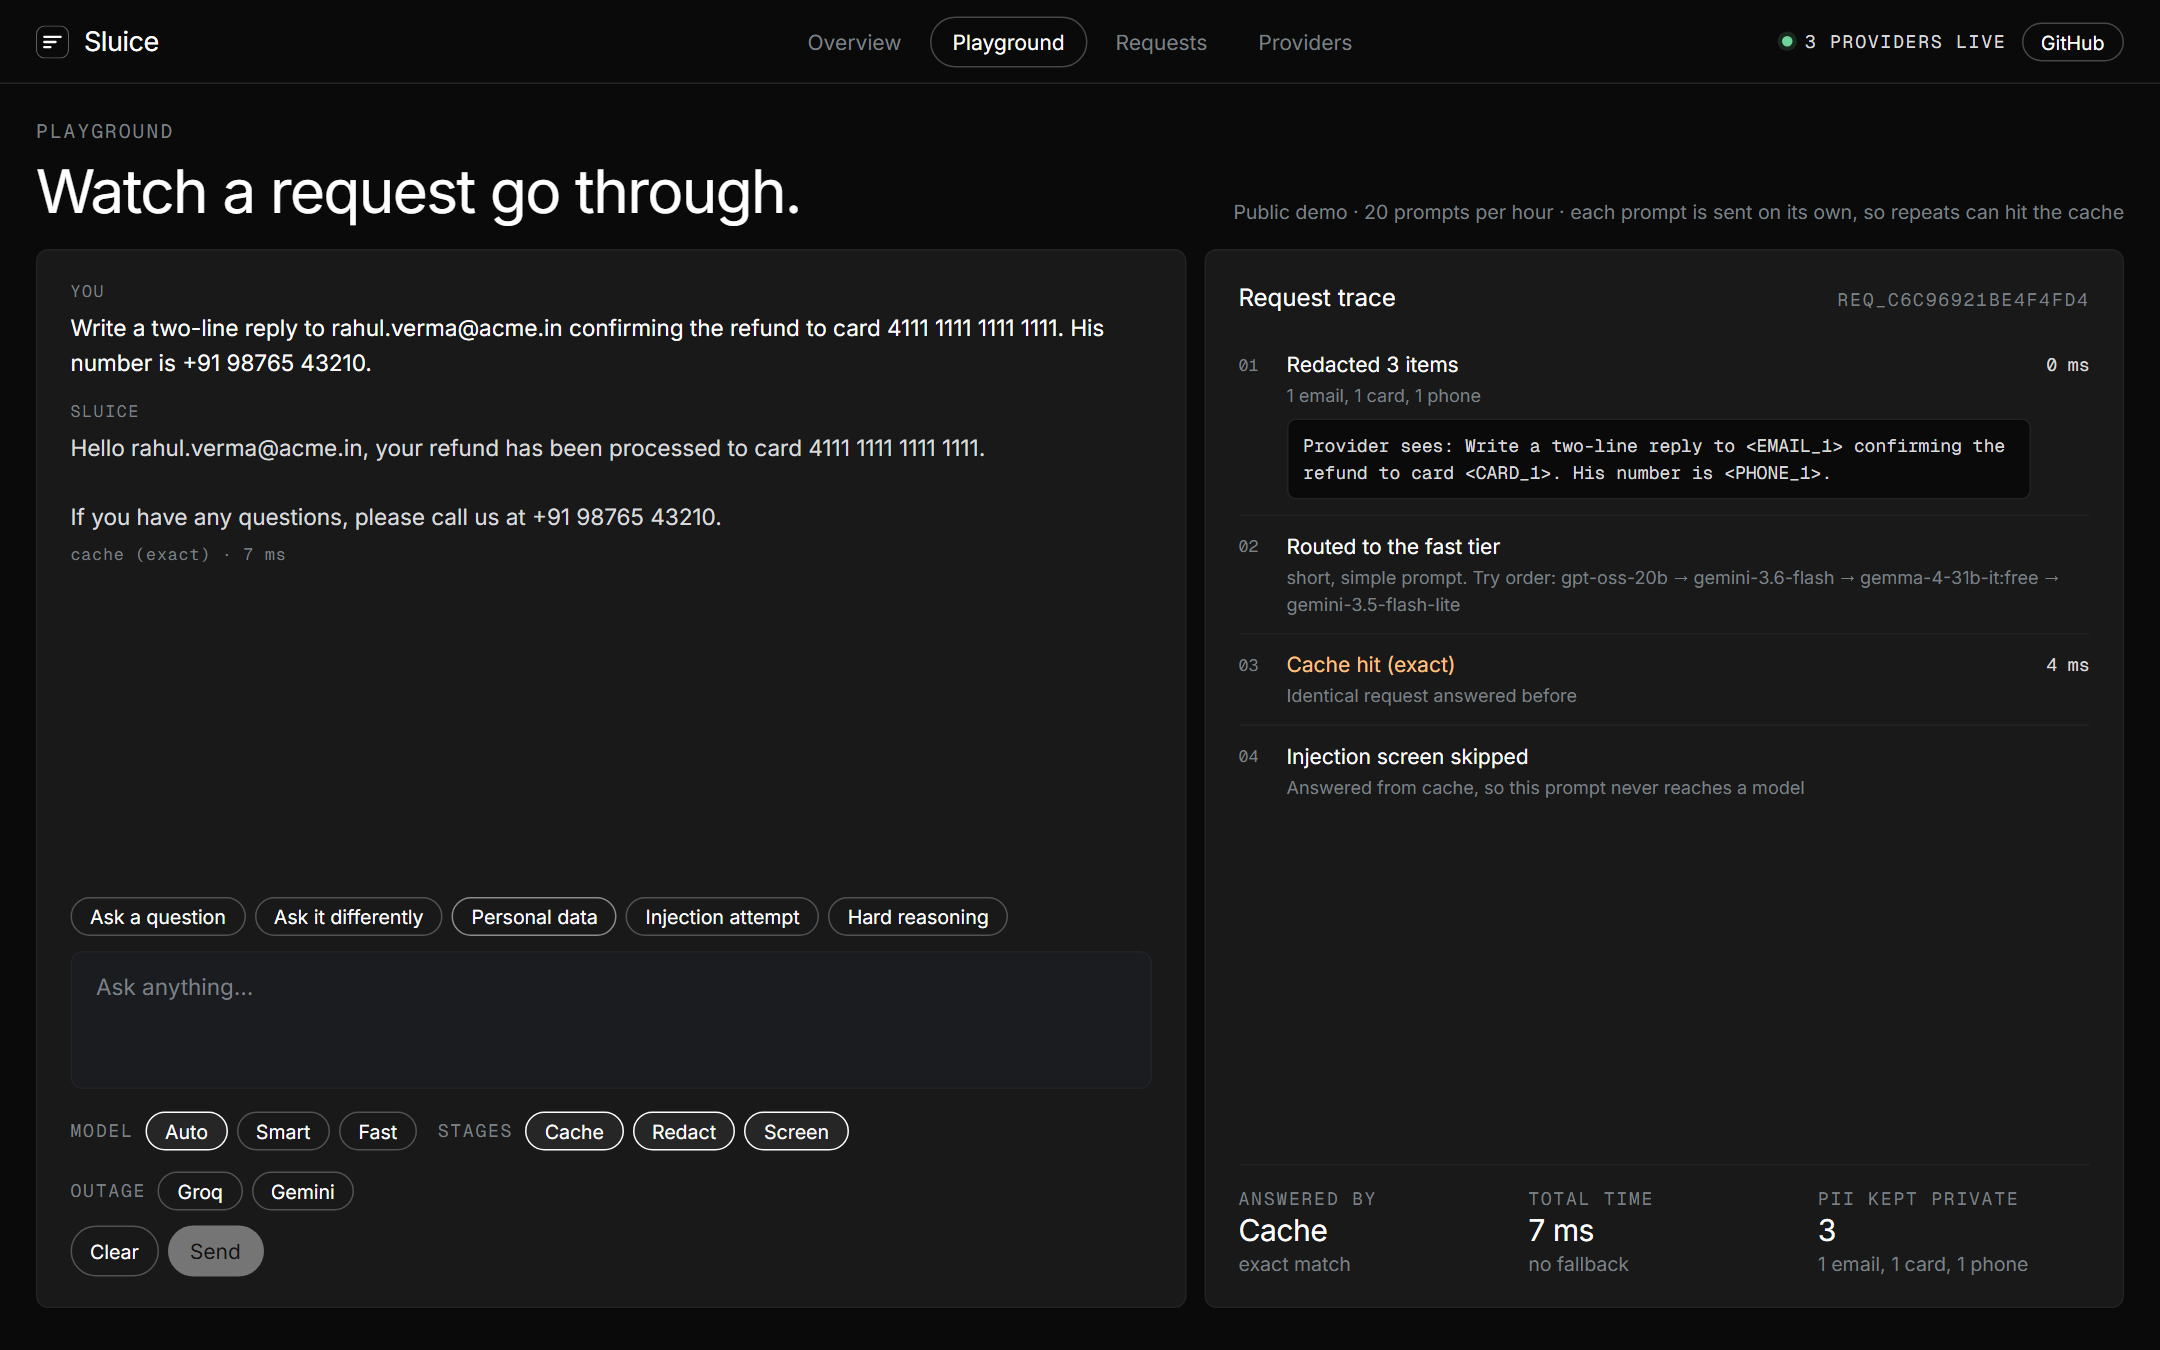 Sluice
Overview
Playground
Requests
Providers
3 PROVIDERS LIVE
GitHub
PLAYGROUND
Watch a request go through.
Public demo · 20 prompts per hour · each prompt is sent on its own, so repeats can hit the cache
YOU
Write a two-line reply to rahul.verma@acme.in confirming the refund to card 4111 1111 1111 1111. His
number is +91 98765 43210.
SLUICE
Hello rahul.verma@acme.in, your refund has been processed to card 4111 1111 1111 1111.
If you have any questions, please call us at +91 98765 43210.
cache (exact) · 7 ms
Ask a question
Ask it differently
Personal data
Injection attempt
Hard reasoning
Ask anything...
MODEL
Auto
Smart
Fast
STAGES
Cache
Redact
Screen
OUTAGE
Groq
Gemini
Clear
Send
Request trace
REQ_C6C96921BE4F4FD4
01
Redacted 3 items
0 ms
1 email, 1 card, 1 phone
Provider sees: Write a two-line reply to <EMAIL_1> confirming the
refund to card <CARD_1>. His number is <PHONE_1>.
02
Routed to the fast tier
short, simple prompt. Try order: gpt-oss-20b → gemini-3.6-flash → gemma-4-31b-it:free →
gemini-3.5-flash-lite
03
Cache hit (exact)
4 ms
Identical request answered before
04
Injection screen skipped
Answered from cache, so this prompt never reaches a model
ANSWERED BY
Cache
exact match
TOTAL TIME
7 ms
no fallback
PII KEPT PRIVATE
3
1 email, 1 card, 1 phone